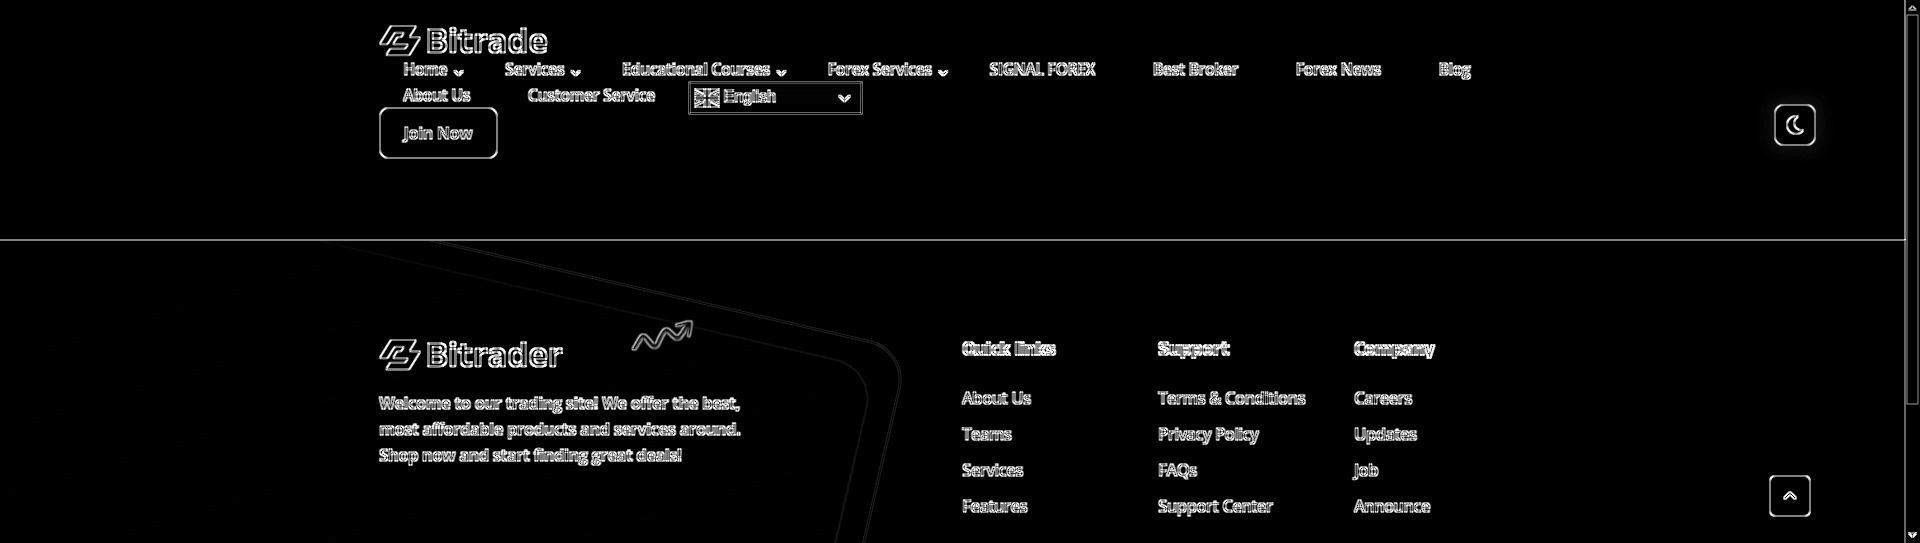 Bitrade
Home Services Educational Courses Forex Services SIGNAL FOREX Best Broker Forex News Blog
About Us Customer Service English
Join Now
Bitrader
Welcome to our trading site! We offer the best,
most affordable products and services around.
Shop now and start finding great deals!
Quick links
About Us
Teams
Services
Features
Support
Terms & Conditions
Privacy Policy
FAQs
Support Center
Company
Careers
Updates
Job
Announce